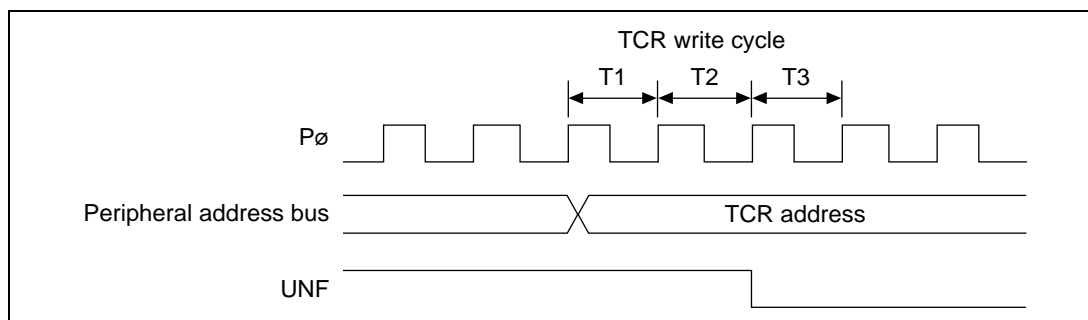 TCR write cycle
T1 T2 T3
Pø
Peripheral address bus
TCR address
UNF